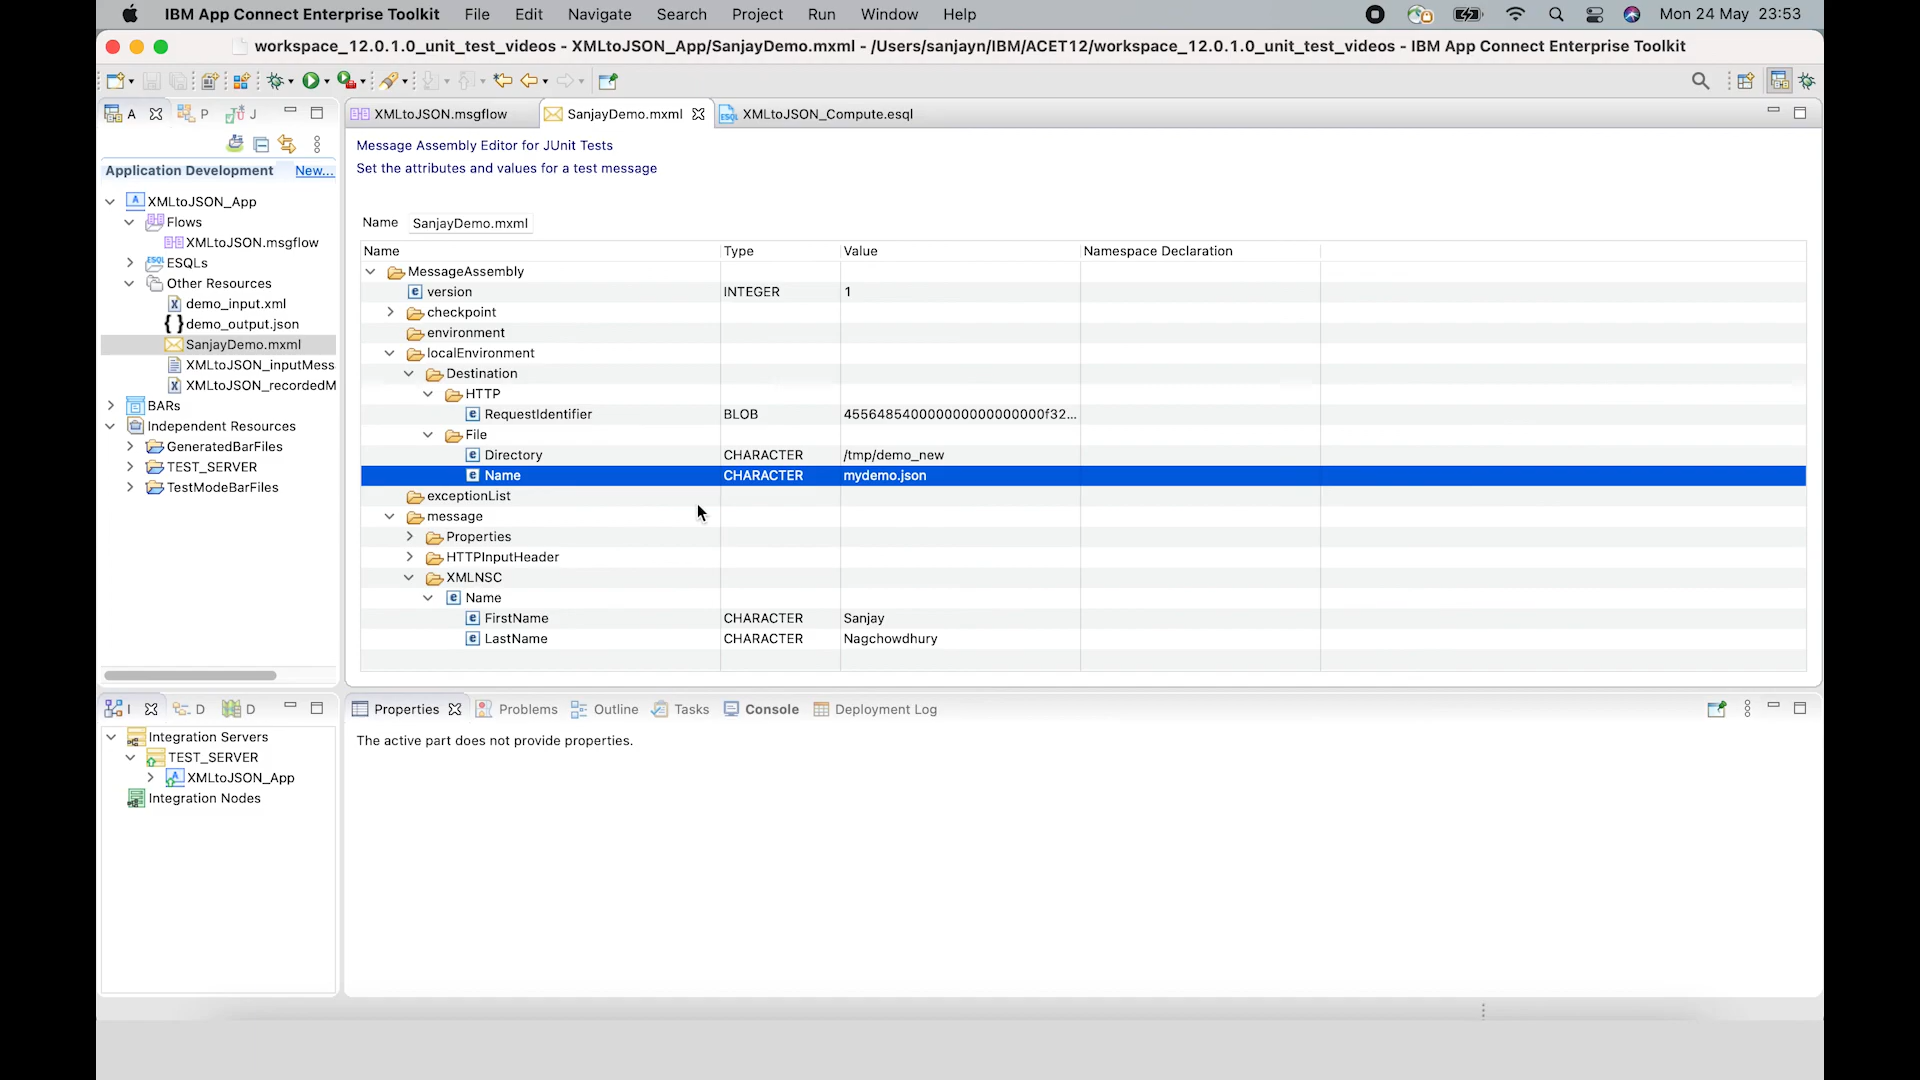 IBM App Connect Enterprise Toolkit File Edit Navigate Search Project Run Window Help Mon 24 May 23:53
workspace_12.0.1.0_unit_test_videos - XMLtoJSON_App/SanjayDemo.mxml - /Users/sanjayn/IBM/ACET12/workspace_12.0.1.0_unit_test_videos - IBM App Connect Enterprise Toolkit
A P J
Application Development New...
XMLtoJSON_App
Flows
XMLtoJSON.msgflow
ESQLs
Other Resources
demo_input.xml
demo_output.json
SanjayDemo.mxml
XMLtoJSON_inputMess
XMLtoJSON_recordedM
BARs
Independent Resources
GeneratedBarFiles
TEST_SERVER
TestModeBarFiles
XMLtoJSON.msgflow SanjayDemo.mxml XMLtoJSON_Compute.esql
Message Assembly Editor for JUnit Tests
Set the attributes and values for a test message
Name SanjayDemo.mxml
Name Type Value Namespace Declaration
MessageAssembly
version INTEGER 1
checkpoint
environment
localEnvironment
Destination
HTTP
RequestIdentifier BLOB 455648540000000000000000f32...
File
Directory CHARACTER /tmp/demo_new
Name CHARACTER mydemo.json
exceptionList
message
Properties
HTTPInputHeader
XMLNSC
Name
FirstName CHARACTER Sanjay
LastName CHARACTER Nagchowdhury
I D D
Integration Servers
TEST_SERVER
XMLtoJSON_App
Integration Nodes
Properties Problems Outline Tasks Console Deployment Log
The active part does not provide properties.